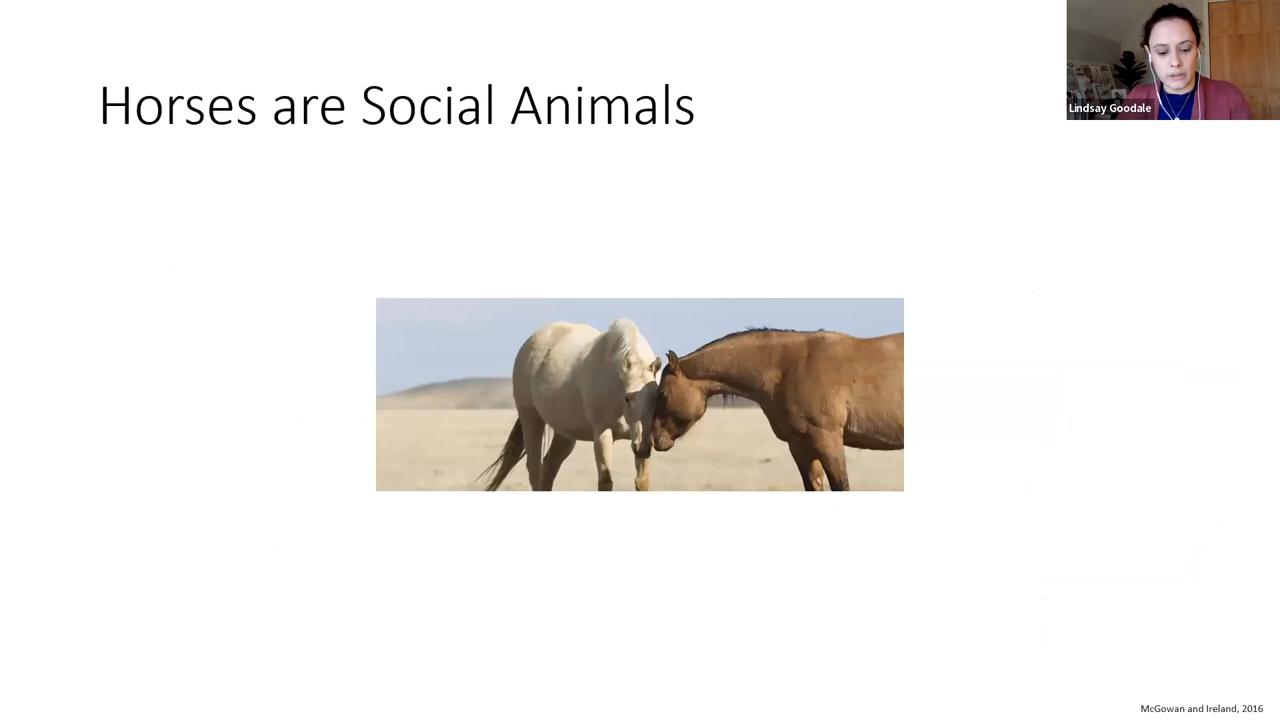 Horses are Social Animals
Lindsay Goodale
McGowan and Ireland, 2016